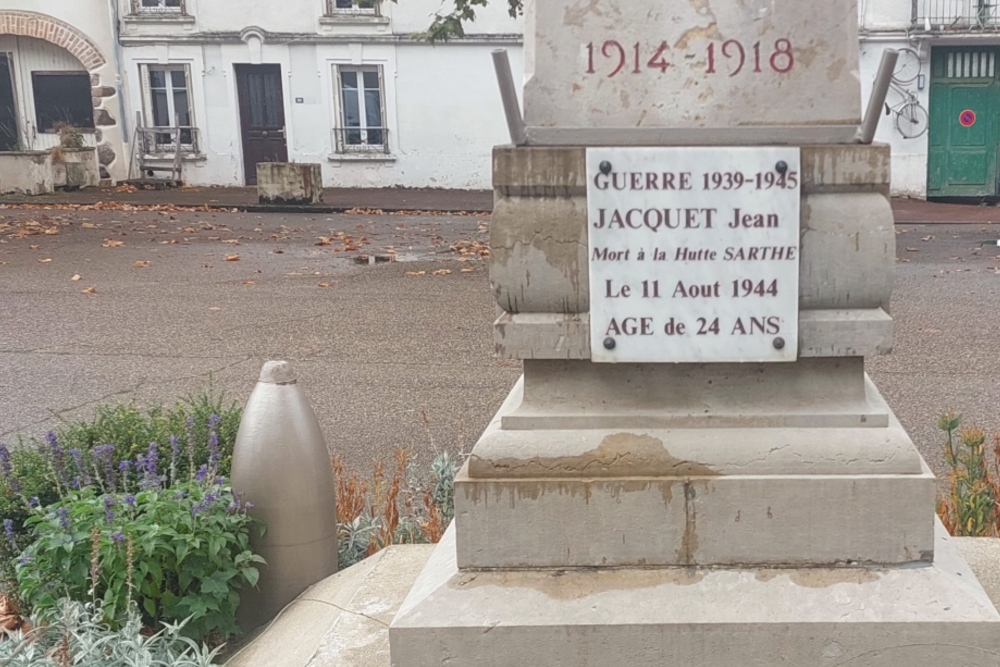 1914-1918
GUERRE 1939-1945
JACQUET Jean
Mort à la Hutte SARTHE
Le 11 Aout 1944
AGE de 24 ANS